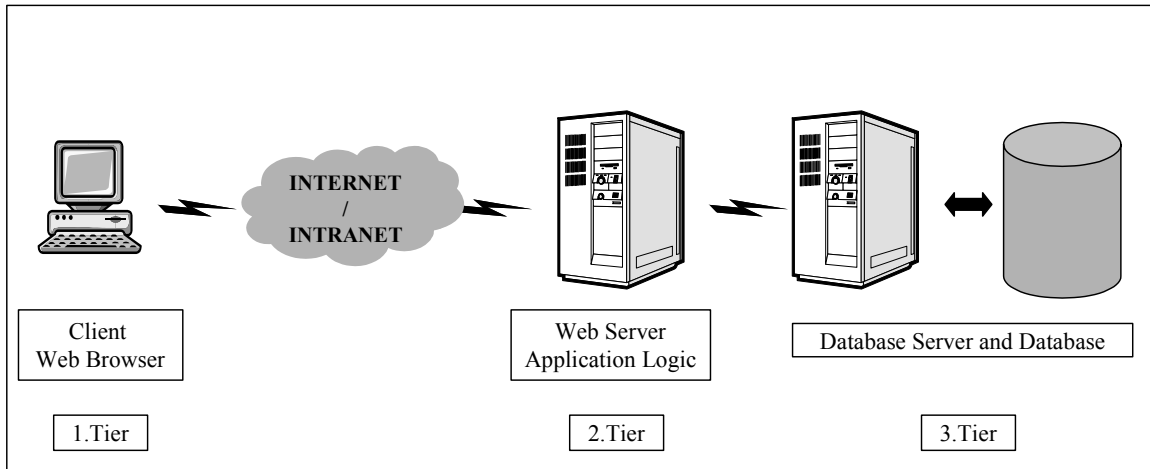 INTERNET
/
INTRANET
Client
Web Browser
Web Server
Application Logic
Database Server and Database
1.Tier
2.Tier
3.Tier